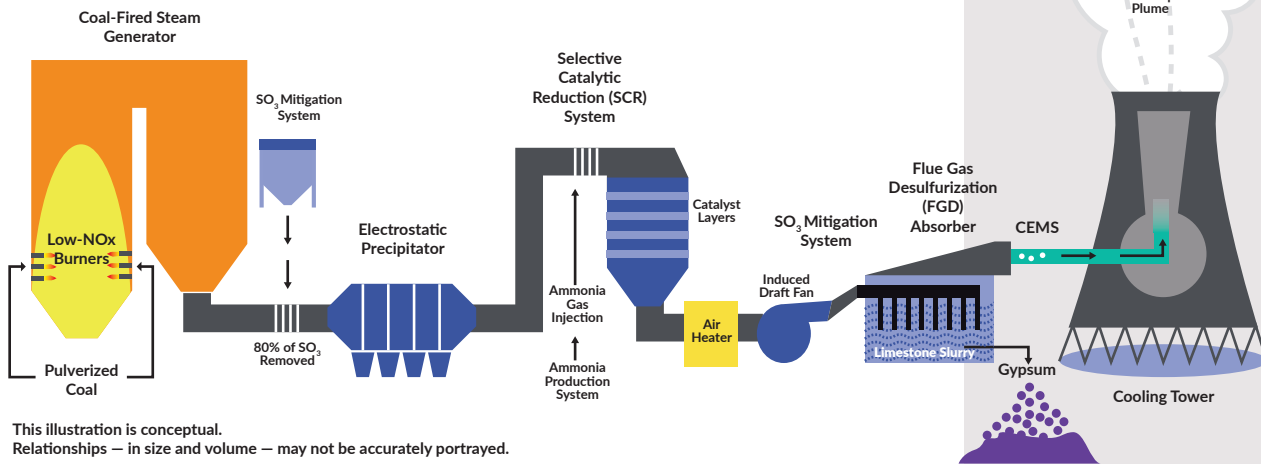 Plume
Coal-Fired Steam
Generator
SO3 Mitigation
System
Selective
Catalytic
Reduction (SCR)
System
Low-NOx
Burners
Electrostatic
Precipitator
Catalyst
Layers
SO3 Mitigation
System
Flue Gas
Desulfurization
(FGD)
Absorber
CEMS
Induced
Draft Fan
Ammonia
Gas
Injection
Air
Heater
80% of SO3
Removed
Limestone Slurry
Gypsum
Pulverized
Coal
Ammonia
Production
System
Cooling Tower
This illustration is conceptual.
Relationships — in size and volume — may not be accurately portrayed.